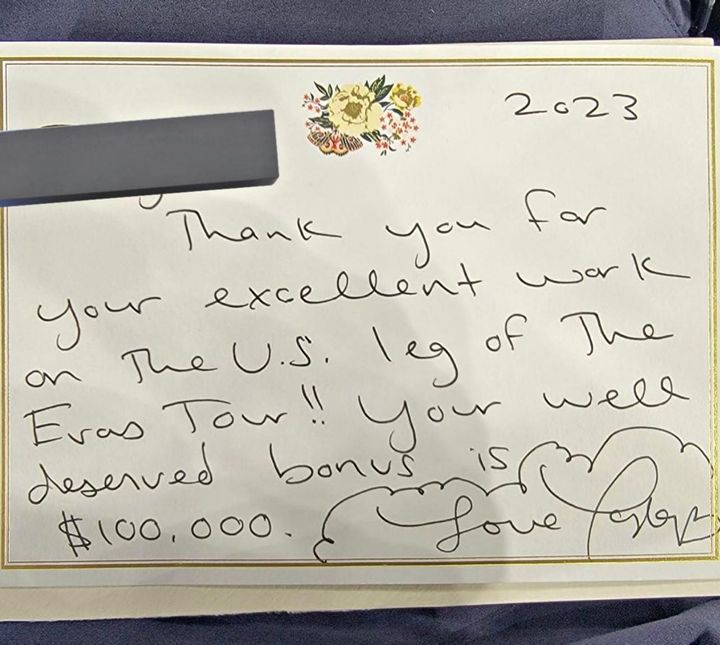 2023
Thank you for
your excellent work
on The U.S. leg of The
Eras Tour!! Your well
deserved bonus is
$100,000.
Love Taylor